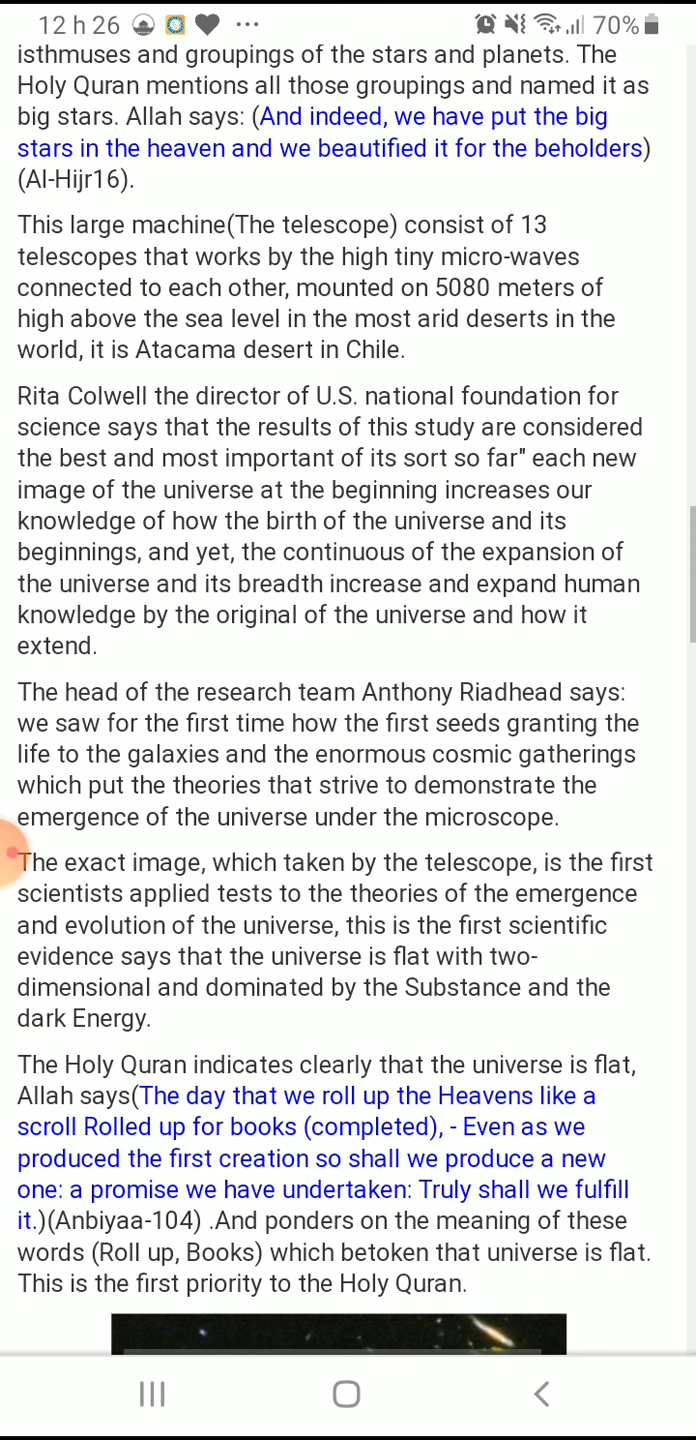 12 h 26
70%
isthmuses and groupings of the stars and planets. The
Holy Quran mentions all those groupings and named it as
big stars. Allah says: (And indeed, we have put the big
stars in the heaven and we beautified it for the beholders)
(Al-Hijr16).
This large machine(The telescope) consist of 13
telescopes that works by the high tiny micro-waves
connected to each other, mounted on 5080 meters of
high above the sea level in the most arid deserts in the
world, it is Atacama desert in Chile.
Rita Colwell the director of U.S. national foundation for
science says that the results of this study are considered
the best and most important of its sort so far" each new
image of the universe at the beginning increases our
knowledge of how the birth of the universe and its
beginnings, and yet, the continuous of the expansion of
the universe and its breadth increase and expand human
knowledge by the original of the universe and how it
extend.
The head of the research team Anthony Riadhead says:
we saw for the first time how the first seeds granting the
life to the galaxies and the enormous cosmic gatherings
which put the theories that strive to demonstrate the
emergence of the universe under the microscope.
The exact image, which taken by the telescope, is the first
scientists applied tests to the theories of the emergence
and evolution of the universe, this is the first scientific
evidence says that the universe is flat with two-
dimensional and dominated by the Substance and the
dark Energy.
The Holy Quran indicates clearly that the universe is flat,
Allah says(The day that we roll up the Heavens like a
scroll Rolled up for books (completed), - Even as we
produced the first creation so shall we produce a new
one: a promise we have undertaken: Truly shall we fulfill
it.)(Anbiyaa-104) .And ponders on the meaning of these
words (Roll up, Books) which betoken that universe is flat.
This is the first priority to the Holy Quran.